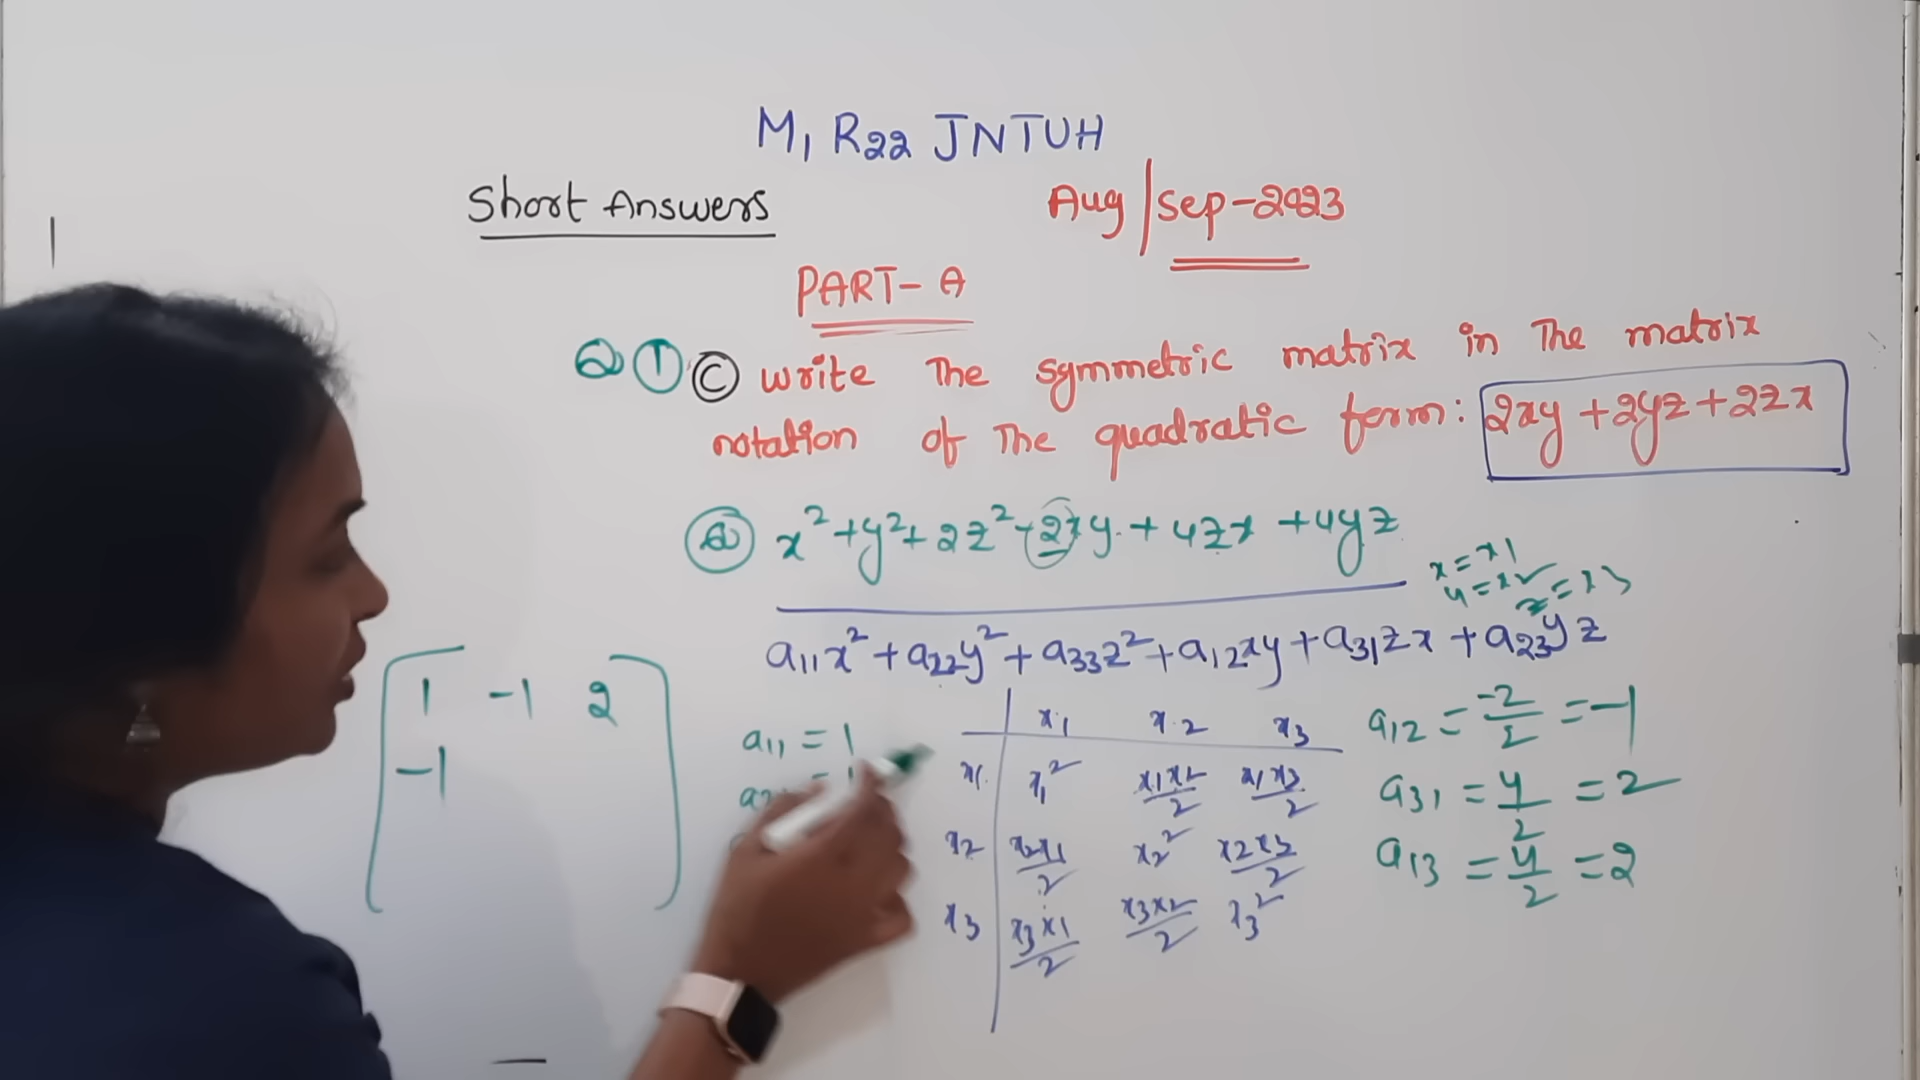 M1 R22 JNTUH
Short Answers Aug/Sep-2023
PART-A
Q 1 C write The symmetric matrix in The matrix
notation of The quadratic form: 2xy+2yz+2zx
x²+y²+2z²-2xy+4zx+4yz
x=x1
y=x2 z=x3
a11x²+a22y²+a33z²+a12xy+a31zx+a23yz
1 -1 2
-1
a11 = 1
x1 x2 x3
x1 x1² x1x2/2 x1x3/2
x2 x2x1/2 x2² x2x3/2
x3 x3x1/2 x3x2/2 x3²
a12 = -2/2 = -1
a31 = 4/2 = 2
a13 = 4/2 = 2